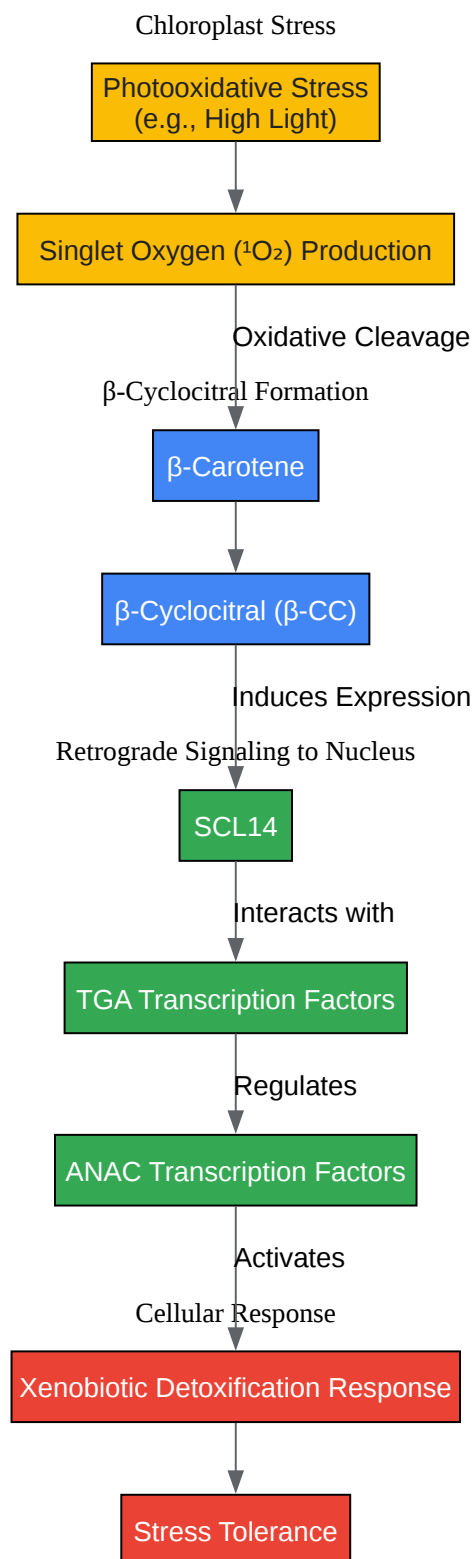 Chloroplast Stress
Photooxidative Stress
(e.g., High Light)
Singlet Oxygen (¹O₂) Production
Oxidative Cleavage
β-Cyclocitral Formation
β-Carotene
β-Cyclocitral (β-CC)
Induces Expression
Retrograde Signaling to Nucleus
SCL14
Interacts with
TGA Transcription Factors
Regulates
ANAC Transcription Factors
Activates
Cellular Response
Xenobiotic Detoxification Response
Stress Tolerance